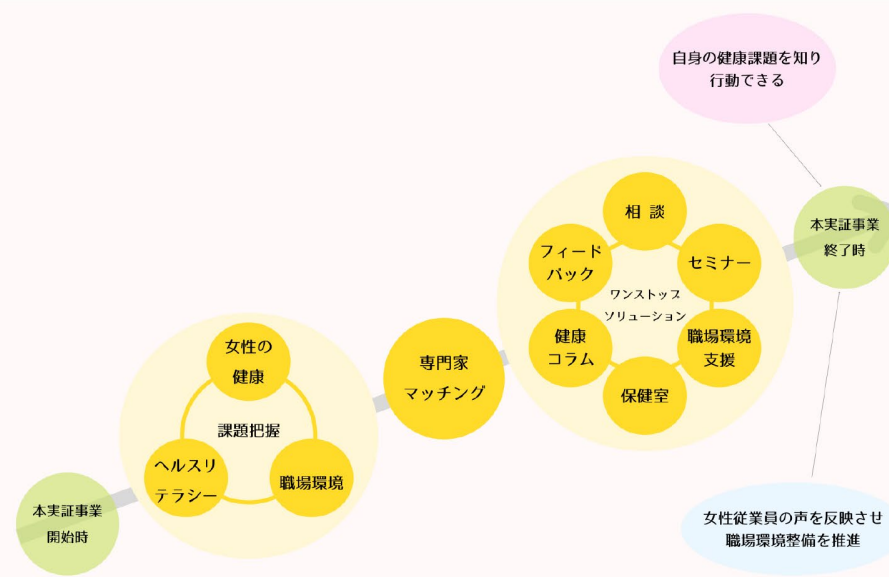 本実証事業
開始時
女性の
健康
課題把握
ヘルスリ
テラシー
職場環境
専門家
マッチング
相 談
フィード
バック
セミナー
ワンストップ
ソリューション
健康
コラム
職場環境
支援
保健室
自身の健康課題を知り
行動できる
本実証事業
終了時
女性従業員の声を反映させ
職場環境整備を推進